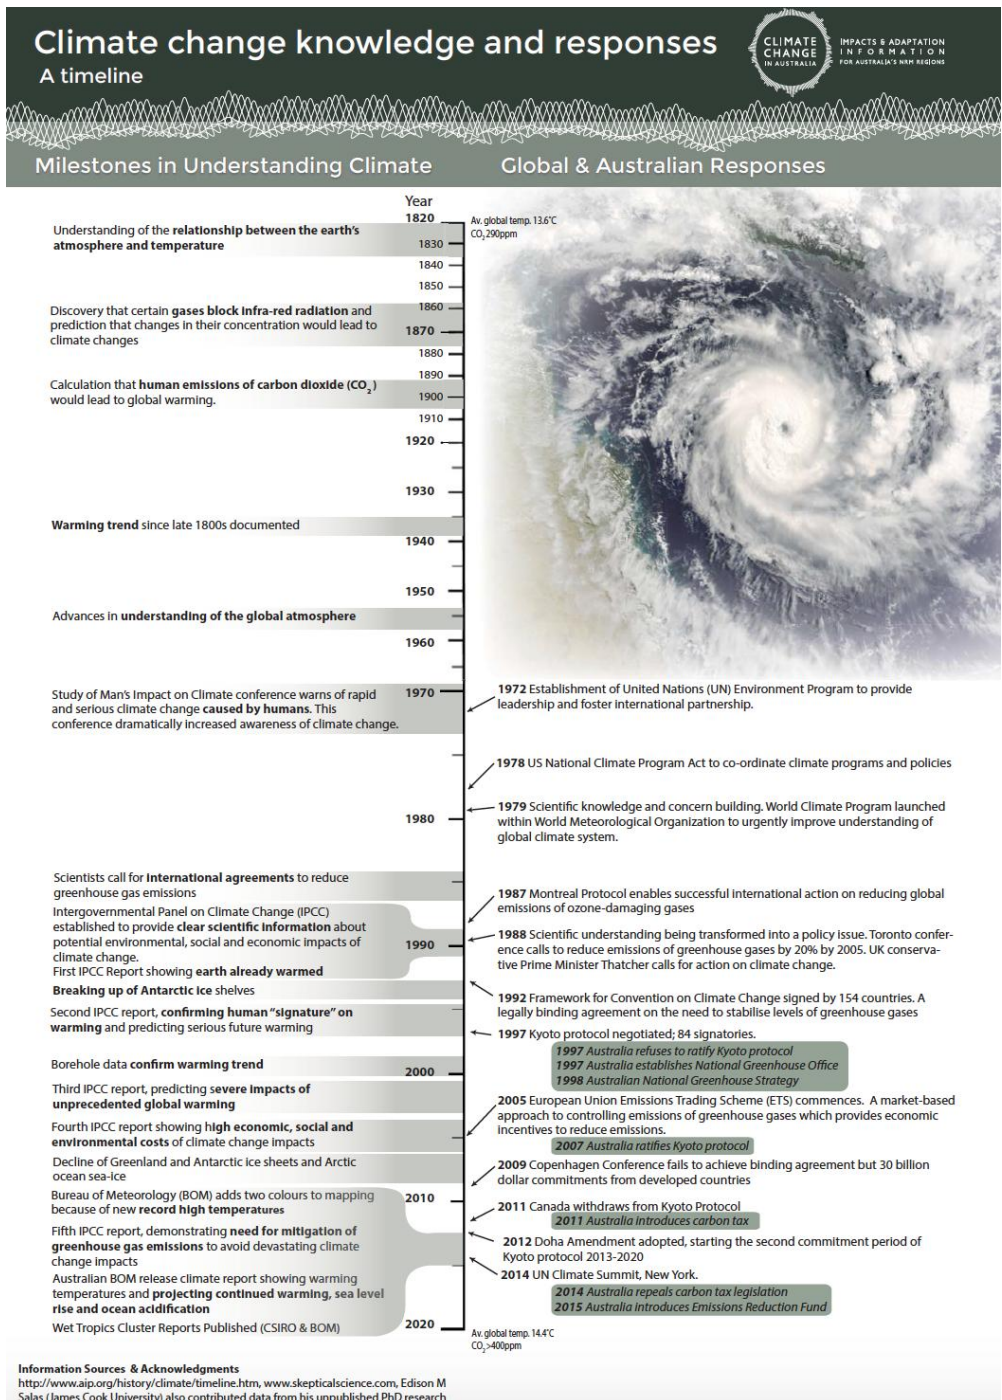 Climate change knowledge and responses
A timeline
CLIMATE
CHANGE
IN AUSTRALIA
IMPACTS & ADAPTATION
INFORMATION
FOR AUSTRALIA'S NRM REGIONS
Milestones in Understanding Climate
Global & Australian Responses
Year
1820
1830
1840
1850
1860
1870
1880
1890
1900
1910
1920
1930
1940
1950
1960
1970
1980
1990
2000
2010
2020
Understanding of the relationship between the earth's
atmosphere and temperature
Discovery that certain gases block infra-red radiation and
prediction that changes in their concentration would lead to
climate changes
Calculation that human emissions of carbon dioxide (CO2)
would lead to global warming.
Warming trend since late 1800s documented
Advances in understanding of the global atmosphere
Study of Man's Impact on Climate conference warns of rapid
and serious climate change caused by humans. This
conference dramatically increased awareness of climate change.
Scientists call for international agreements to reduce
greenhouse gas emissions
Intergovernmental Panel on Climate Change (IPCC)
established to provide clear scientific information about
potential environmental, social and economic impacts of
climate change.
First IPCC Report showing earth already warmed
Breaking up of Antarctic ice shelves
Second IPCC report, confirming human "signature" on
warming and predicting serious future warming
Borehole data confirm warming trend
Third IPCC report, predicting severe impacts of
unprecedented global warming
Fourth IPCC report showing high economic, social and
environmental costs of climate change impacts
Decline of Greenland and Antarctic ice sheets and Arctic
ocean sea-ice
Bureau of Meteorology (BOM) adds two colours to mapping
because of new record high temperatures
Fifth IPCC report, demonstrating need for mitigation of
greenhouse gas emissions to avoid devastating climate
change impacts
Australian BOM release climate report showing warming
temperatures and projecting continued warming, sea level
rise and ocean acidification
Wet Tropics Cluster Reports Published (CSIRO & BOM)
Av. global temp. 13.6°C
CO2 290ppm
1972 Establishment of United Nations (UN) Environment Program to provide
leadership and foster international partnership.
1978 US National Climate Program Act to co-ordinate climate programs and policies
1979 Scientific knowledge and concern building. World Climate Program launched
within World Meteorological Organization to urgently improve understanding of
global climate system.
1987 Montreal Protocol enables successful international action on reducing global
emissions of ozone-damaging gases
1988 Scientific understanding being transformed into a policy issue. Toronto confer-
ence calls to reduce emissions of greenhouse gases by 20% by 2005. UK conserva-
tive Prime Minister Thatcher calls for action on climate change.
1992 Framework for Convention on Climate Change signed by 154 countries. A
legally binding agreement on the need to stabilise levels of greenhouse gases
1997 Kyoto protocol negotiated; 84 signatories.
1997 Australia refuses to ratify Kyoto protocol
1997 Australia establishes National Greenhouse Office
1998 Australian National Greenhouse Strategy
2005 European Union Emissions Trading Scheme (ETS) commences. A market-based
approach to controlling emissions of greenhouse gases which provides economic
incentives to reduce emissions.
2007 Australia ratifies Kyoto protocol
2009 Copenhagen Conference fails to achieve binding agreement but 30 billion
dollar commitments from developed countries
2011 Canada withdraws from Kyoto Protocol
2011 Australia introduces carbon tax
2012 Doha Amendment adopted, starting the second commitment period of
Kyoto protocol 2013-2020
2014 UN Climate Summit, New York.
2014 Australia repeals carbon tax legislation
2015 Australia introduces Emissions Reduction Fund
Av. global temp. 14.4°C
CO2>400ppm
Information Sources & Acknowledgments
http://www.aip.org/history/climate/timeline.htm, www.skepticalscience.com, Edison M
Salas (James Cook University) also contributed data from his unpublished PhD research